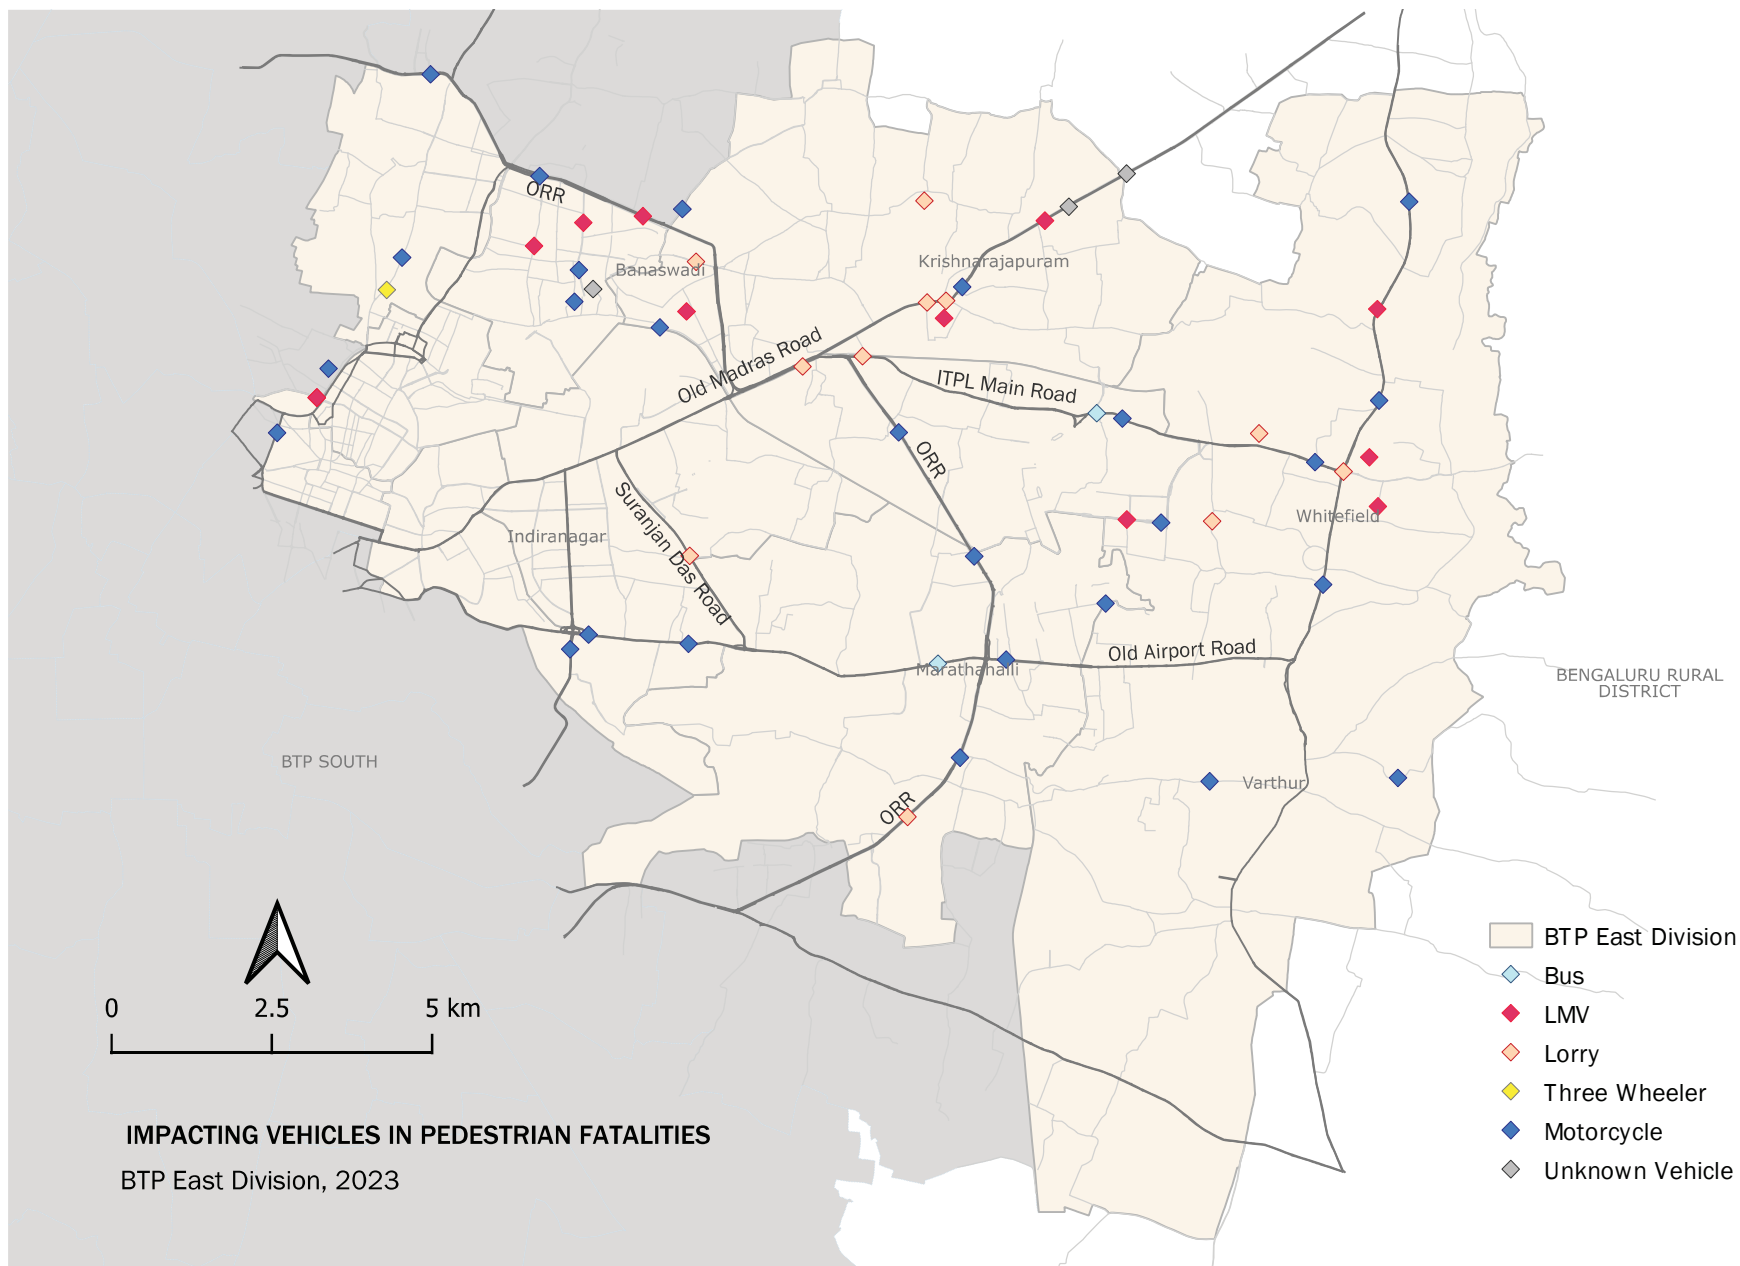 ORR
Banaswadi
Krishnarajapuram
Old Madras Road
ITPL Main Road
ORR
Suranjan Das Road
Indiranagar
Whitefield
Old Airport Road
Marathahalli
BENGALURU RURAL
DISTRICT
BTP SOUTH
Varthur
ORR
0 2.5 5 km
IMPACTING VEHICLES IN PEDESTRIAN FATALITIES
BTP East Division, 2023
BTP East Division
Bus
LMV
Lorry
Three Wheeler
Motorcycle
Unknown Vehicle